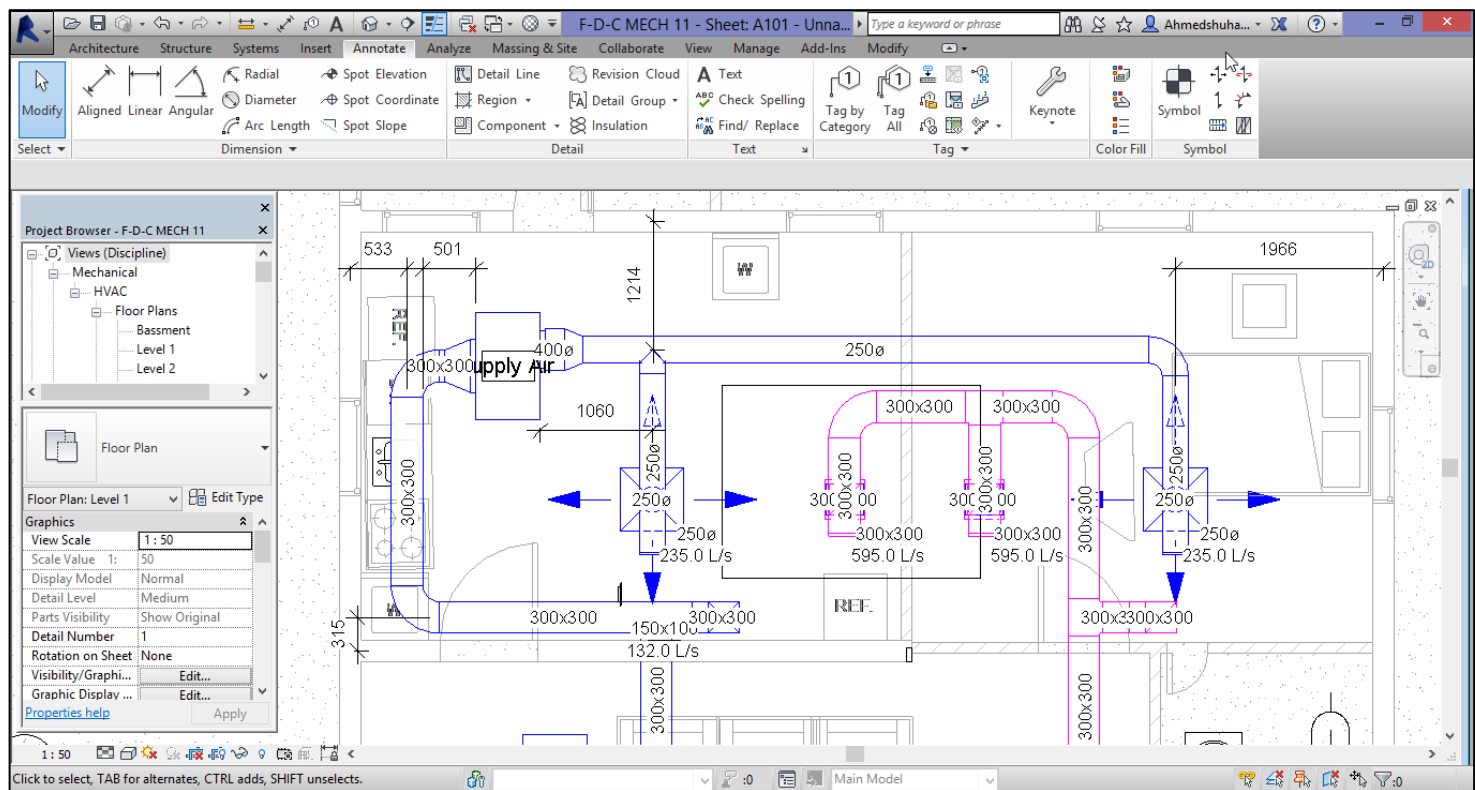 F-D-C MECH 11 - Sheet: A101 - Unna...
Type a keyword or phrase
Ahmedshuha...
Architecture Structure Systems Insert Annotate Analyze Massing & Site Collaborate View Manage Add-Ins Modify
Modify
Aligned Linear Angular
Radial
Diameter
Arc Length
Spot Elevation
Spot Coordinate
Spot Slope
Detail Line
Region
Component
Revision Cloud
Detail Group
Insulation
Text
Check Spelling
Find/ Replace
Tag by Category
Tag All
Keynote
Symbol
Select Dimension Detail Text Tag Color Fill Symbol
Project Browser - F-D-C MECH 11
Views (Discipline)
Mechanical
HVAC
Floor Plans
Bassment
Level 1
Level 2
Floor Plan
Floor Plan: Level 1 Edit Type
Graphics
View Scale 1 : 50
Scale Value 1: 50
Display Model Normal
Detail Level Medium
Parts Visibility Show Original
Detail Number 1
Rotation on Sheet None
Visibility/Graphi... Edit...
Graphic Display ... Edit...
Properties help Apply
533 501 1966
1214
REF.
400ø 250ø
300x300 upply Air
1060
300x300 300x300
250ø 250ø
300x300 300x300 300x300 300x300
250ø 250ø
250ø 300x300 300x300 250ø
235.0 L/s 595.0 L/s 595.0 L/s 235.0 L/s
REF.
315
300x300 300x300
132.0 L/s
300x300 300x300
1 : 50
Click to select, TAB for alternates, CTRL adds, SHIFT unselects.
:0
Main Model
:0